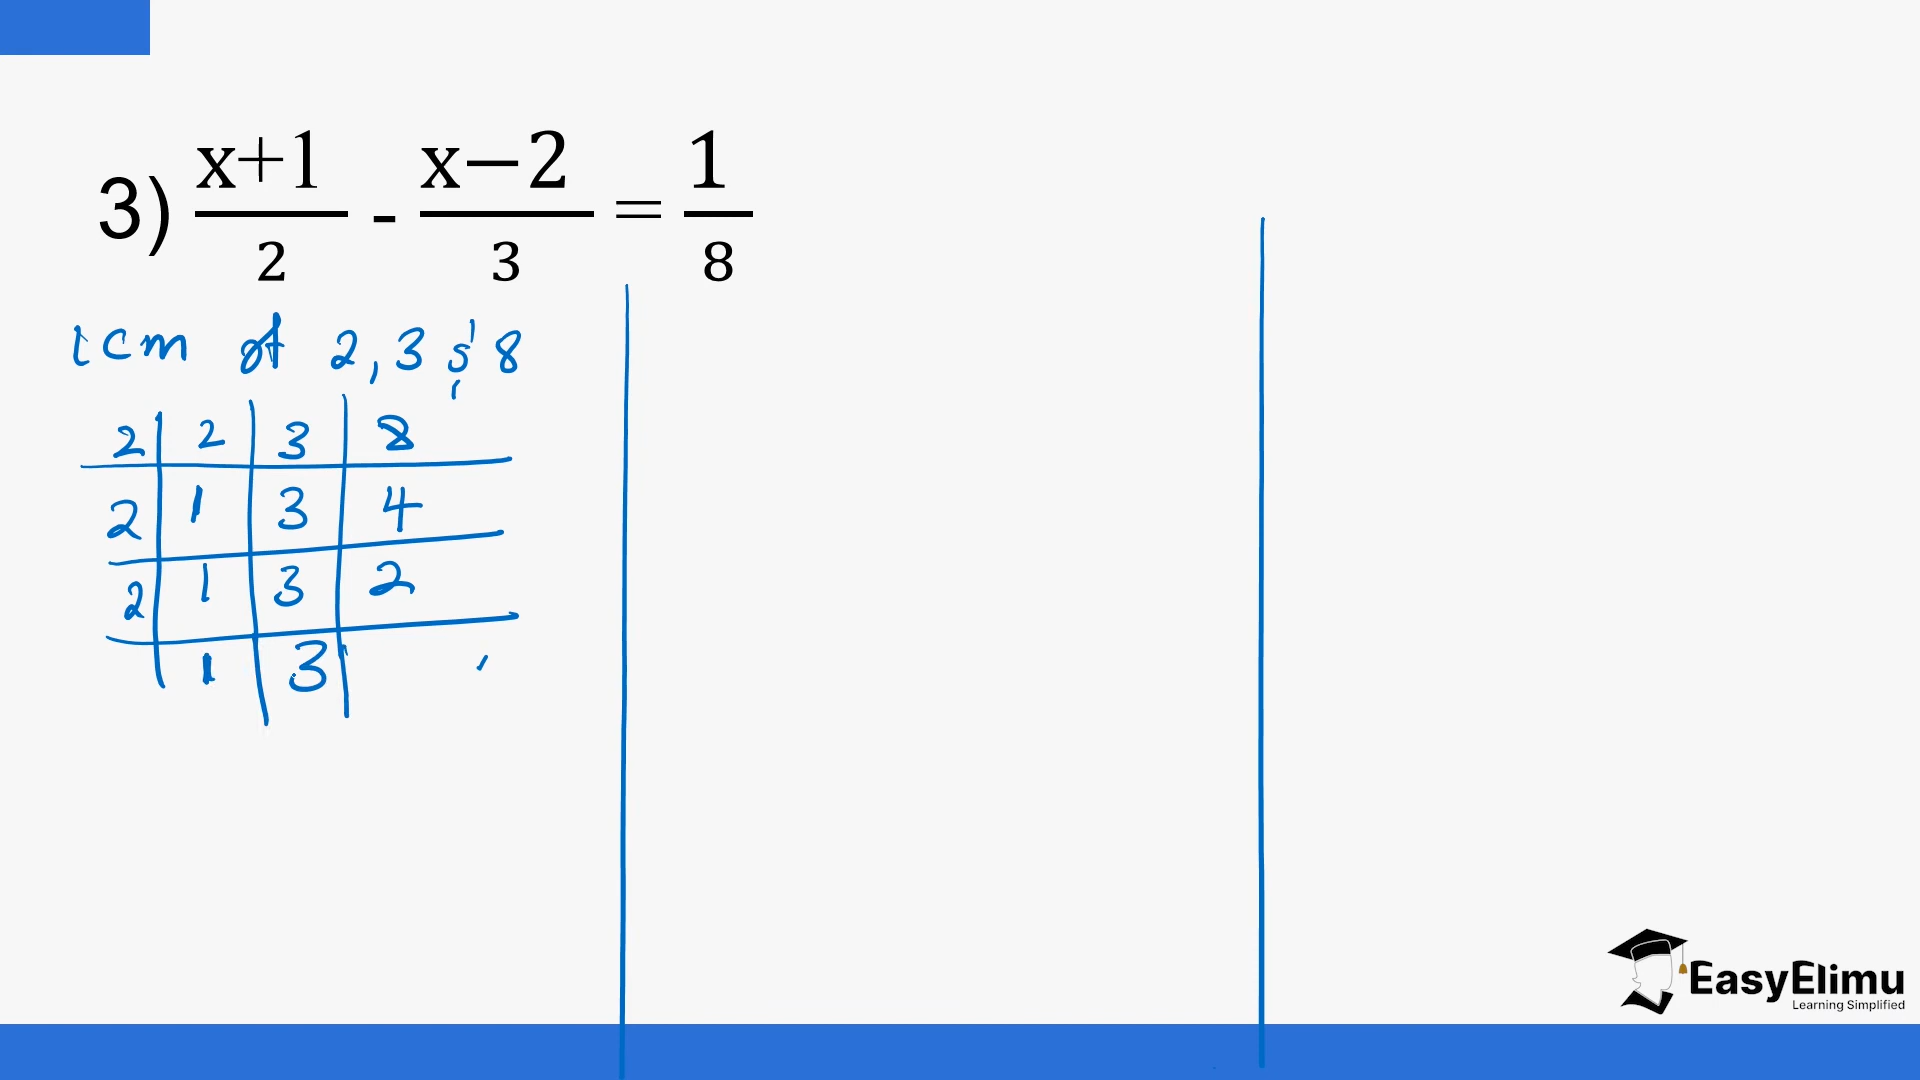 3) x+1/2 - x−2/3 = 1/8
LCM of 2, 3 & 8
2 2 3 8
2 1 3 4
2 1 3 2
1 3
EasyElimu
Learning Simplified